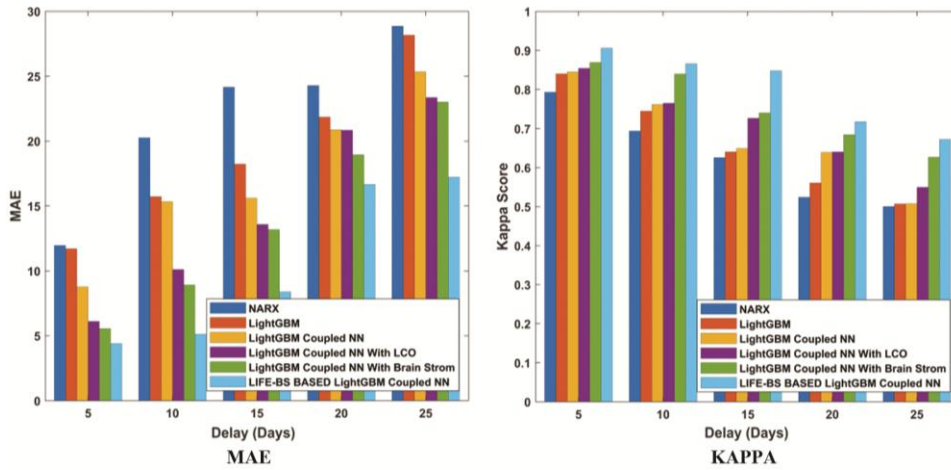 30
25
20
15
10
5
0
MAE
5
10
15
20
25
Delay (Days)
NARX
LightGBM
LightGBM Coupled NN
LightGBM Coupled NN With LCO
LightGBM Coupled NN With Brain Strom
LIFE-BS BASED LightGBM Coupled NN
MAE
1
0.9
0.8
0.7
0.6
0.5
0.4
0.3
0.2
0.1
0
Kappa Score
5
10
15
20
25
Delay (Days)
NARX
LightGBM
LightGBM Coupled NN
LightGBM Coupled NN With LCO
LightGBM Coupled NN With Brain Strom
LIFE-BS BASED LightGBM Coupled NN
KAPPA